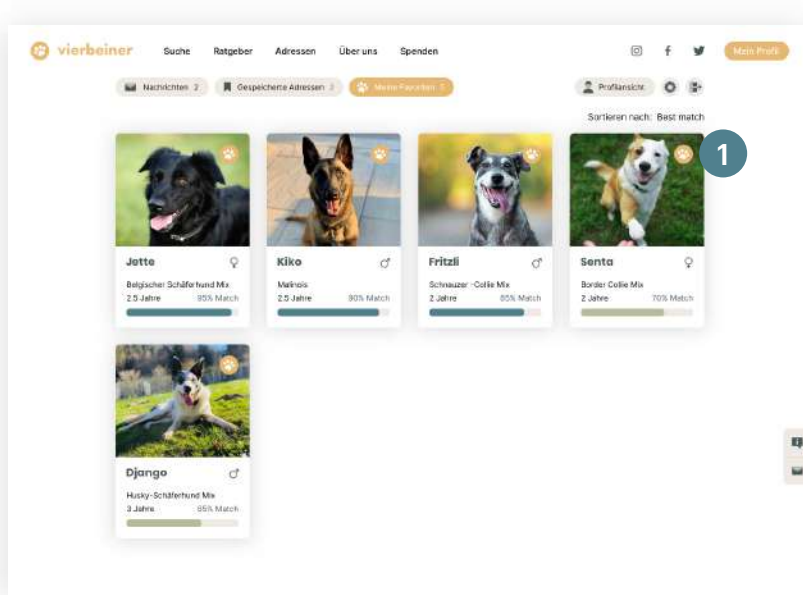 vierbeiner Suche Ratgeber Adressen Über uns Spenden Mein Profil
Nachrichten 2 Gespeicherte Adressen 2 Meine Favoriten 5 Profilansicht
Sortieren nach: Best match
1
Jette Kiko Fritzli Senta
Belgischer Schäferhund Mix Malinois Schnauzer -Collie Mix Border Collie Mix
2.5 Jahre 95% Match 2.5 Jahre 90% Match 2 Jahre 85% Match 2 Jahre 70% Match
Django
Husky-Schäferhund Mix
3 Jahre 65% Match